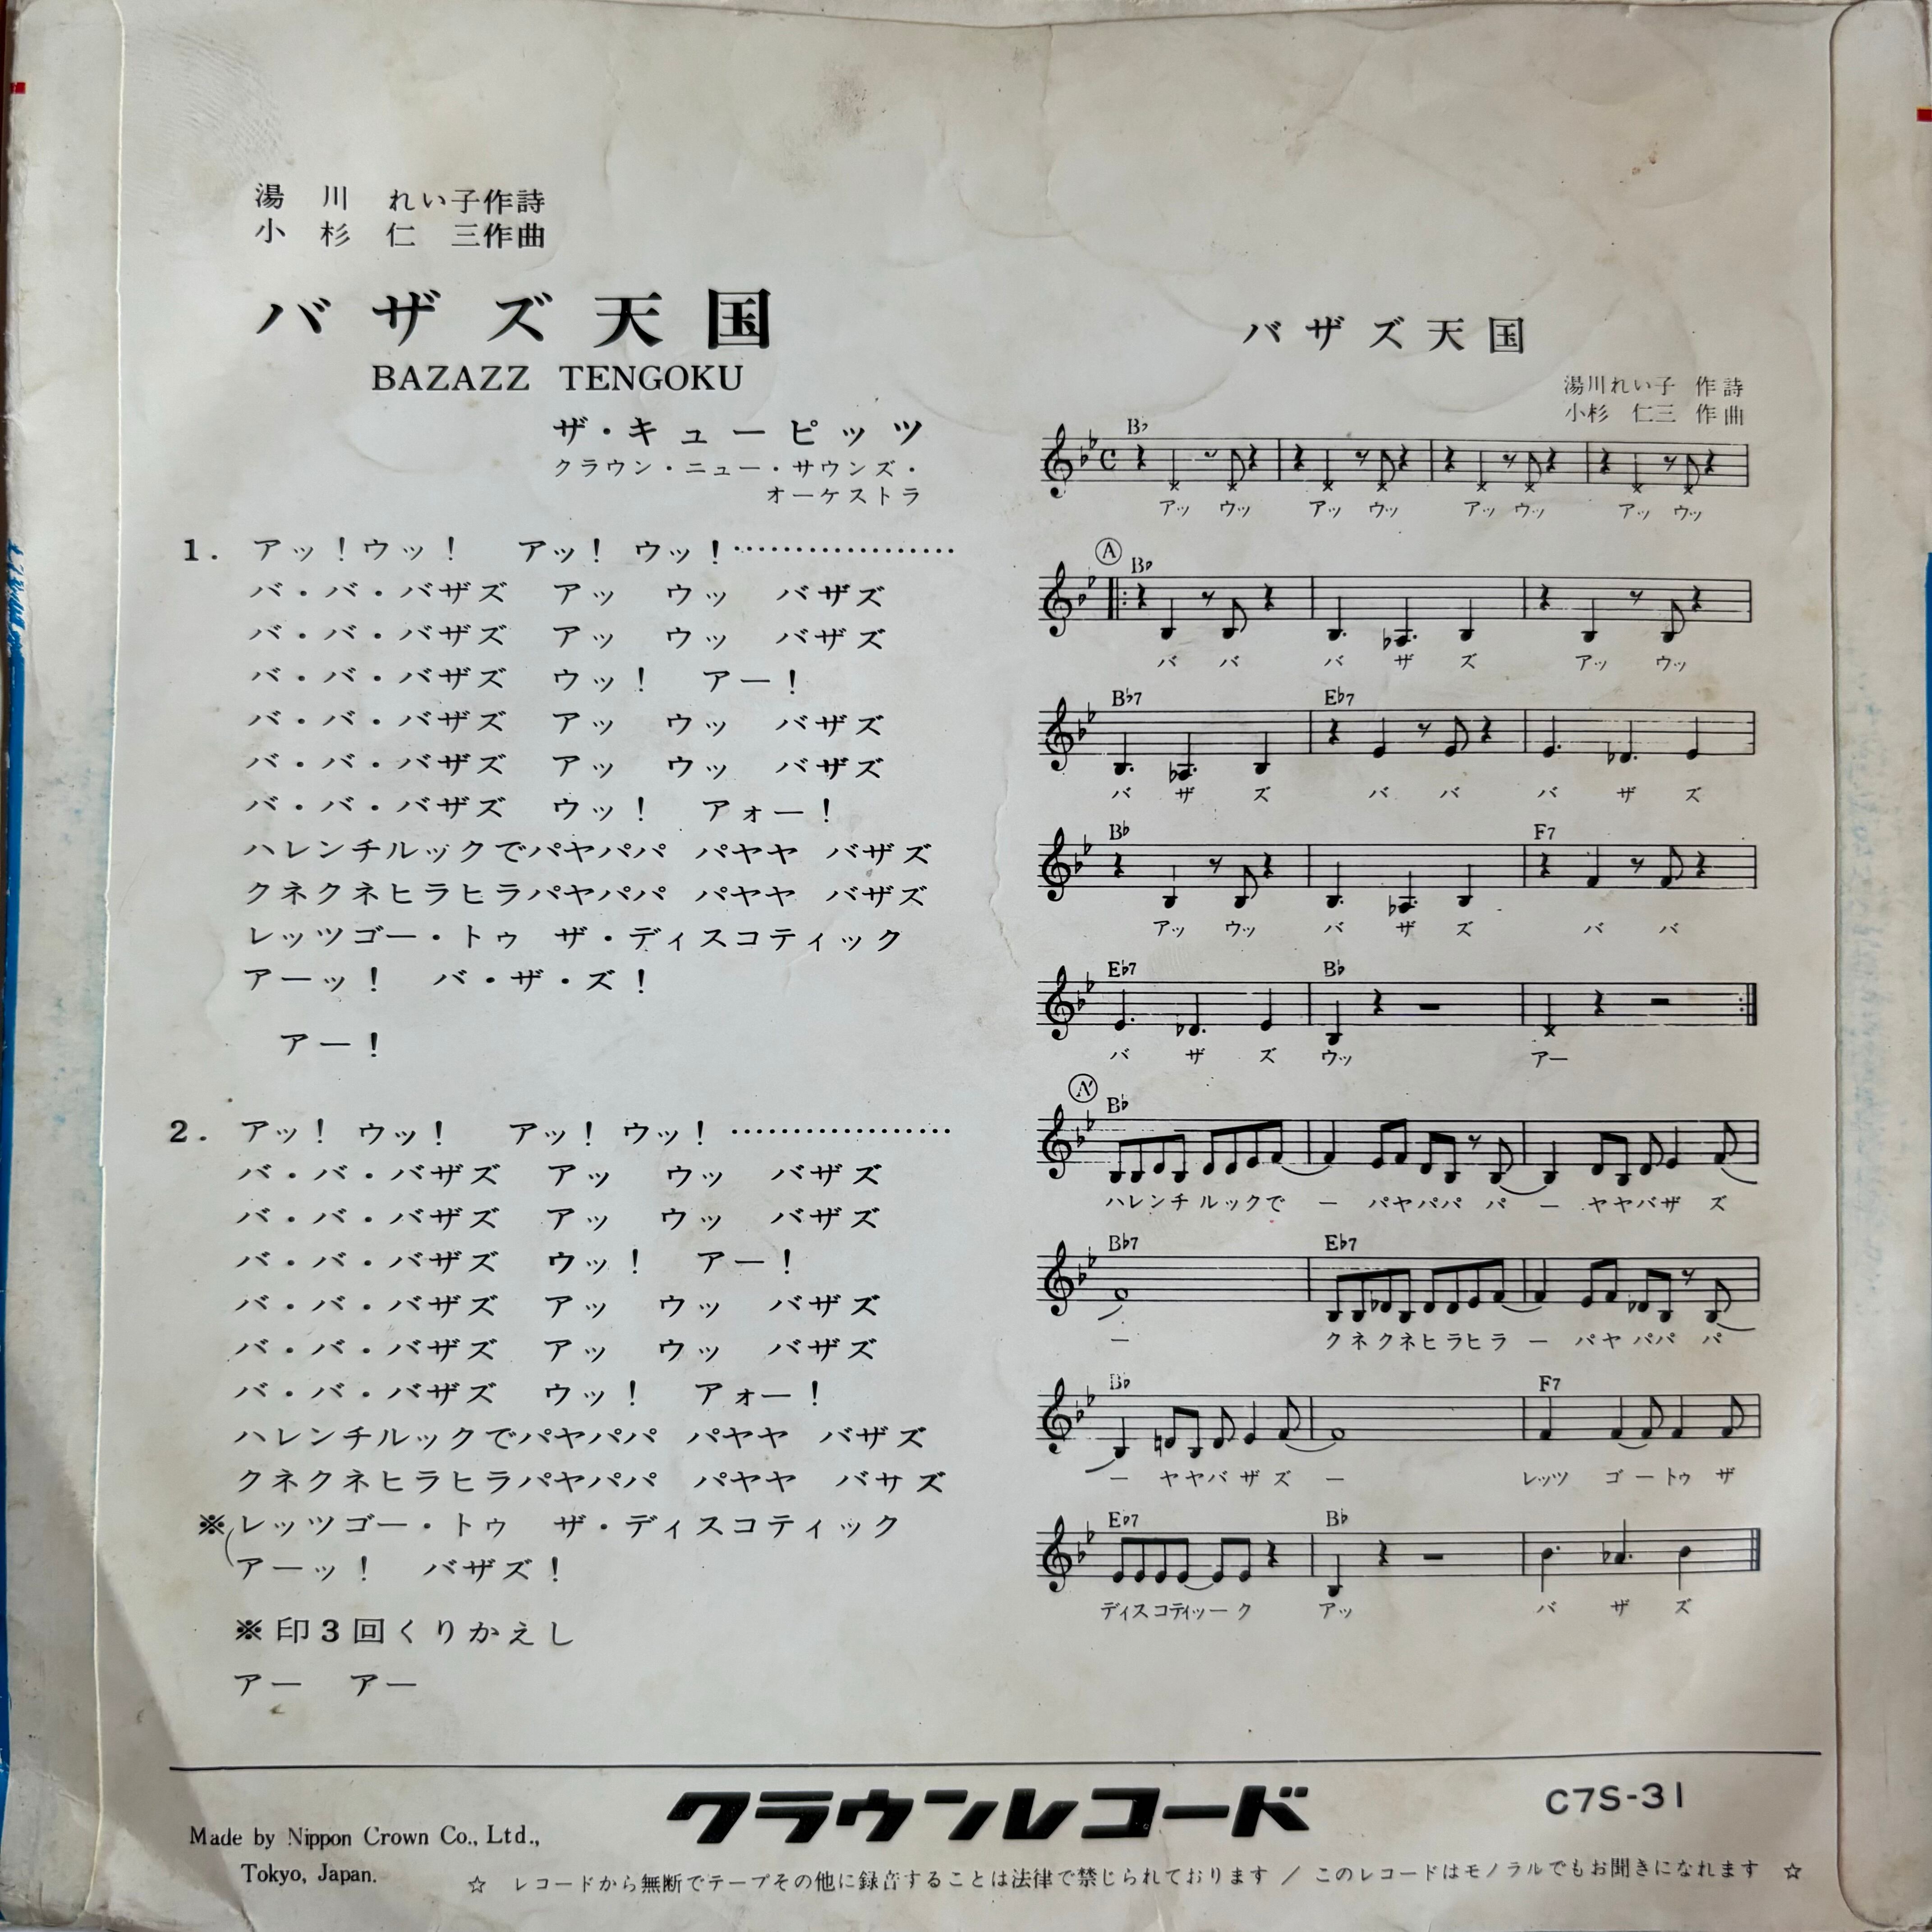 湯川 れい子作詩
小杉仁 三作曲
バザズ天国
BAZAZZ TENGOKU
ザ・キューピッツ
クラウン・ニュー・サウンズ・
オーケストラ
1. アッ！ウッ！ アッ！ ウッ！…………………
バ・バ・バザズ アッ ウッ バザズ
バ・バ・バザズ アッ ウッ バザズ
バ・バ・バザズ ウッ！ アー！
バ・バ・バザズ アッ ウッ バザズ
バ・バ・バザズ アッ ウッ バザズ
バ・バ・バザズ ウッ！ アォー！
ハレンチルックでパヤパパ パヤヤ バザズ
クネクネヒラヒラパヤパパ パヤヤ バザズ
レッツゴー・トゥ ザ・ディスコティック
アーッ！ バ・ザ・ズ！
アー！
2. アッ！ ウッ！ アッ！ ウッ！…………………
バ・バ・バザズ アッ ウッ バザズ
バ・バ・バザズ アッ ウッ バザズ
バ・バ・バザズ ウッ！ アー！
バ・バ・バザズ アッ ウッ バザズ
バ・バ・バザズ アッ ウッ バザズ
バ・バ・バザズ ウッ！ アォー！
ハレンチルックでパヤパパ パヤヤ バザズ
クネクネヒラヒラパヤパパ パヤヤ バサズ
※レッツゴー・トゥ ザ・ディスコティック
アーッ！ バザズ！
※印3回くりかえし
アー アー
バザズ天国
湯川れい子 作詩
小杉 仁三 作曲
B♭
アッ ウッ アッ ウッ アッ ウッ アッ ウッ
Ⓐ B♭
バ バ バ ザ ズ アッ ウッ
B♭7 E♭7
バ ザ ズ バ バ バ ザ ズ
B♭ F7
アッ ウッ バ ザ ズ バ バ
E♭7 B♭
バ ザ ズ ウッ アー
A' B♭
ハレンチ ルックで ー パヤパパ パ ー ヤヤバザ ズ
B♭7 E♭7
ー クネクネヒラヒラ ー パヤ パパ パ
B♭ F7
ー ヤヤバ ザ ズ ー レッツ ゴ ー トゥ ザ
E♭7 B♭
ディスコティッーク アッ バ ザ ズ
クラウンレコード
C7S-31
Made by Nippon Crown Co., Ltd.,
Tokyo, Japan.
☆ レコードから無断でテープその他に録音することは法律で禁じられております ／ このレコードはモノラルでもお聞きになれます ☆